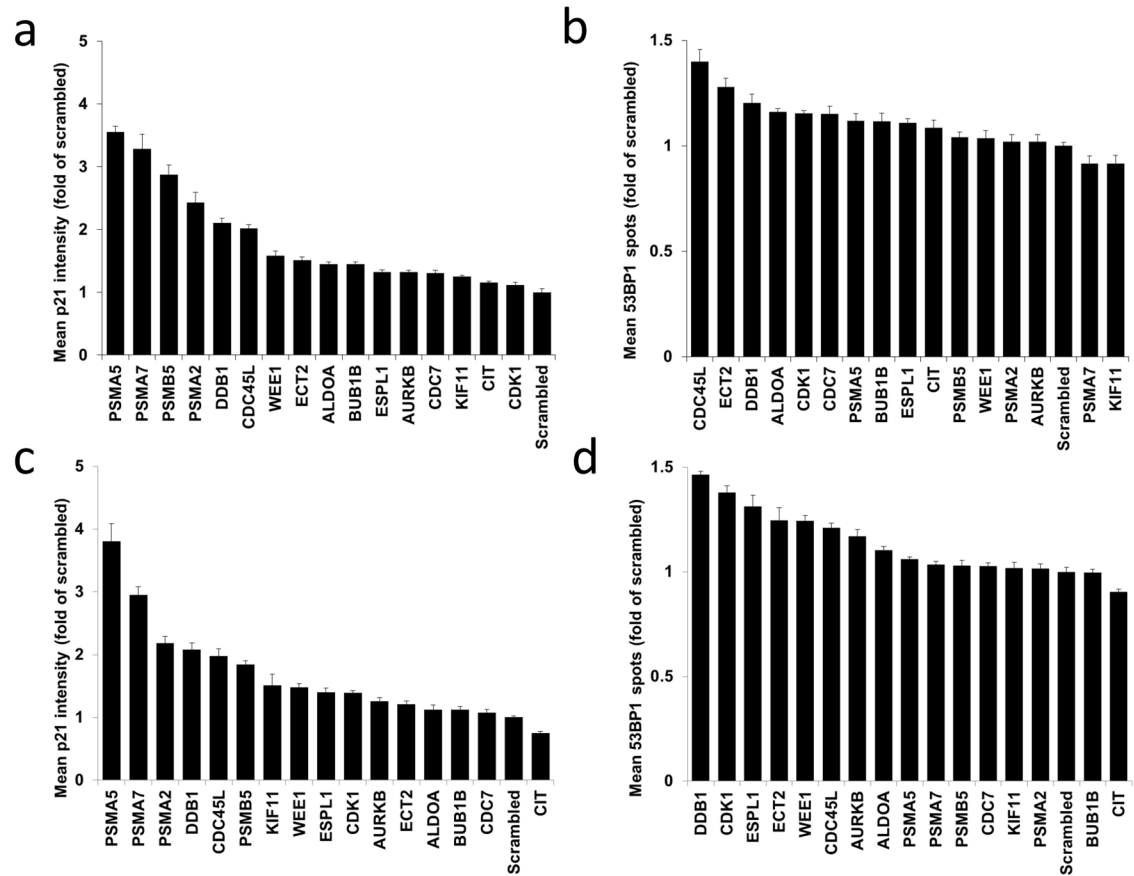 a
Mean p21 intensity (fold of scrambled)
5
4
3
2
1
0
PSMA5
PSMA7
PSMB5
PSMA2
DDB1
CDC45L
WEE1
ECT2
ALDOA
BUB1B
ESPL1
AURKB
CDC7
KIF11
CIT
CDK1
Scrambled
b
Mean 53BP1 spots (fold of scrambled)
1.5
1
0.5
0
CDC45L
ECT2
DDB1
ALDOA
CDK1
CDC7
PSMA5
BUB1B
ESPL1
CIT
PSMB5
WEE1
PSMA2
AURKB
Scrambled
PSMA7
KIF11
c
Mean p21 intensity (fold of scrambled)
5
4
3
2
1
0
PSMA5
PSMA7
PSMA2
DDB1
CDC45L
PSMB5
KIF11
WEE1
ESPL1
CDK1
AURKB
ECT2
ALDOA
BUB1B
CDC7
Scrambled
CIT
d
Mean 53BP1 spots (fold of scrambled)
1.5
1
0.5
0
DDB1
CDK1
ESPL1
ECT2
WEE1
CDC45L
AURKB
ALDOA
PSMA5
PSMA7
PSMB5
CDC7
KIF11
PSMA2
Scrambled
BUB1B
CIT